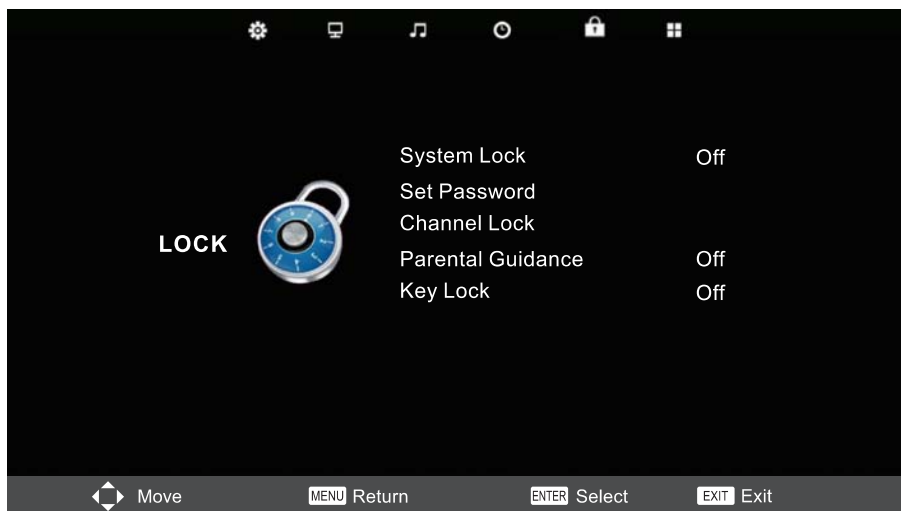 System Lock Off
Set Password
Channel Lock
LOCK
Parental Guidance Off
Key Lock Off
Move MENU Return ENTER Select EXIT Exit